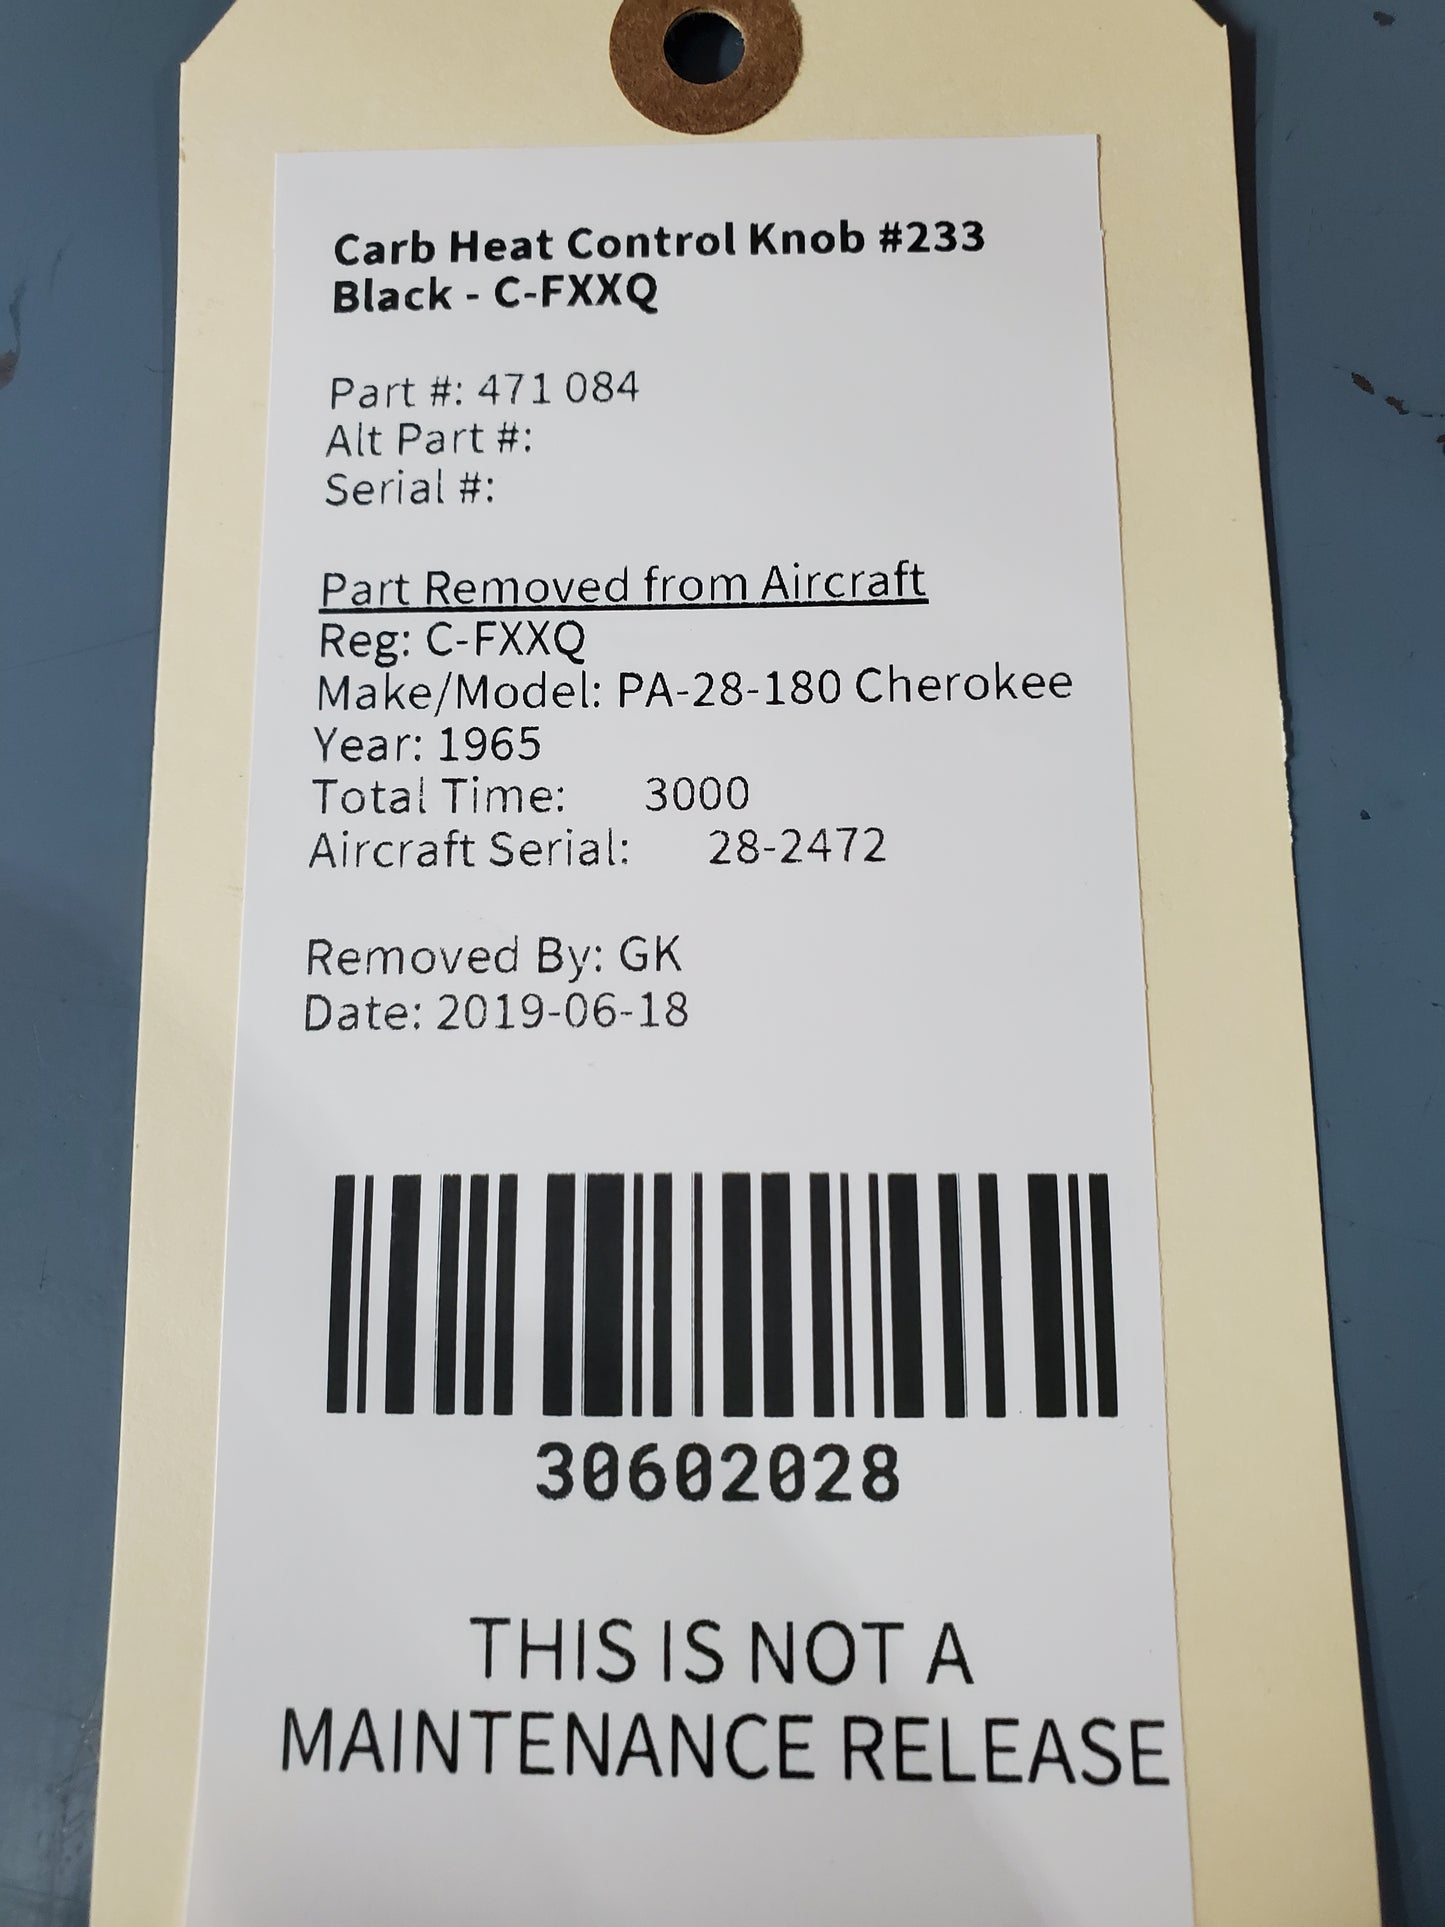 Carb Heat Control Knob #233
Black - C-FXXQ
Part #: 471 084
Alt Part #:
Serial #:
Part Removed from Aircraft
Reg: C-FXXQ
Make/Model: PA-28-180 Cherokee
Year: 1965
Total Time: 3000
Aircraft Serial: 28-2472
Removed By: GK
Date: 2019-06-18
30602028
THIS IS NOT A
MAINTENANCE RELEASE